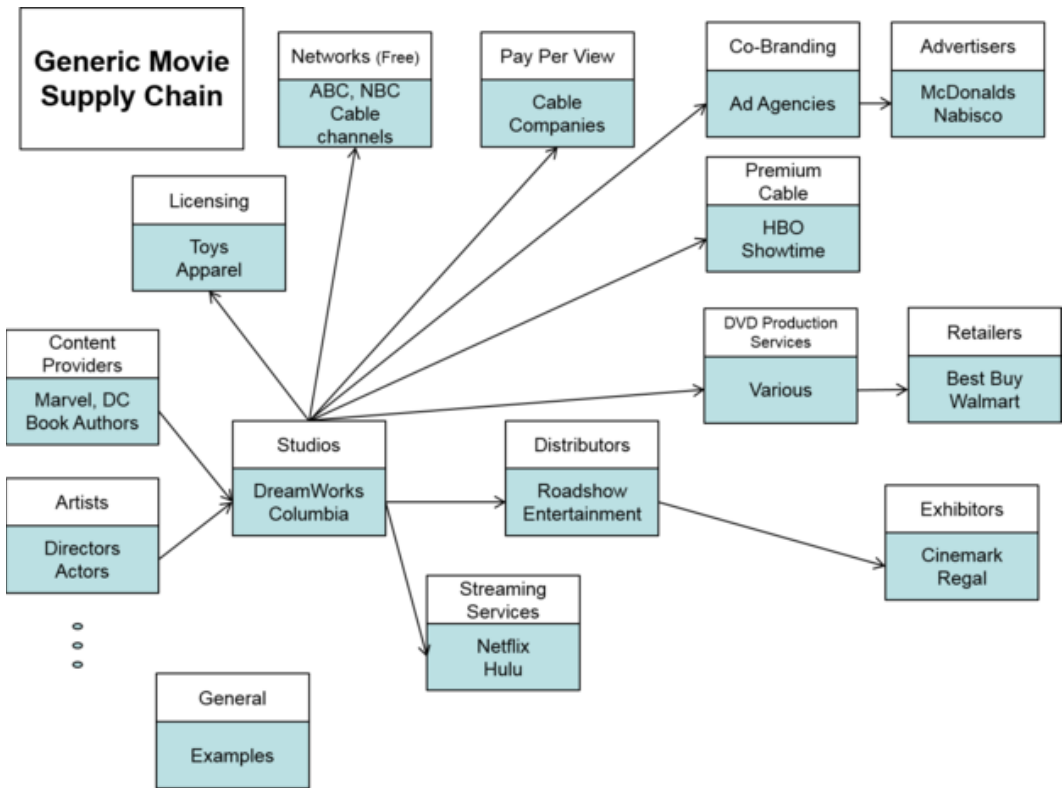 Generic Movie
Supply Chain
Networks (Free)
ABC, NBC
Cable
channels
Pay Per View
Cable
Companies
Co-Branding
Ad Agencies
Advertisers
McDonalds
Nabisco
Premium
Cable
HBO
Showtime
Licensing
Toys
Apparel
DVD Production
Services
Various
Retailers
Best Buy
Walmart
Content
Providers
Marvel, DC
Book Authors
Studios
DreamWorks
Columbia
Distributors
Roadshow
Entertainment
Artists
Directors
Actors
Exhibitors
Cinemark
Regal
Streaming
Services
Netflix
Hulu
General
Examples